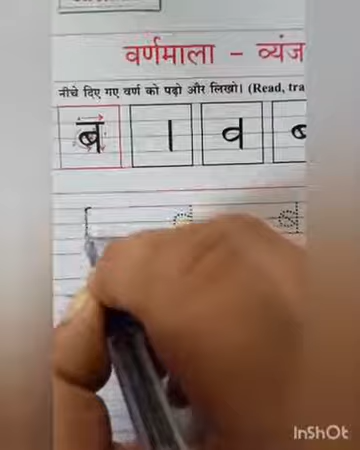 वर्णमाला - व्यंज
नीचे दिए गए वर्ण को पढ़ो और लिखो। (Read, tra
ब । व ब
ब ब
InShOt